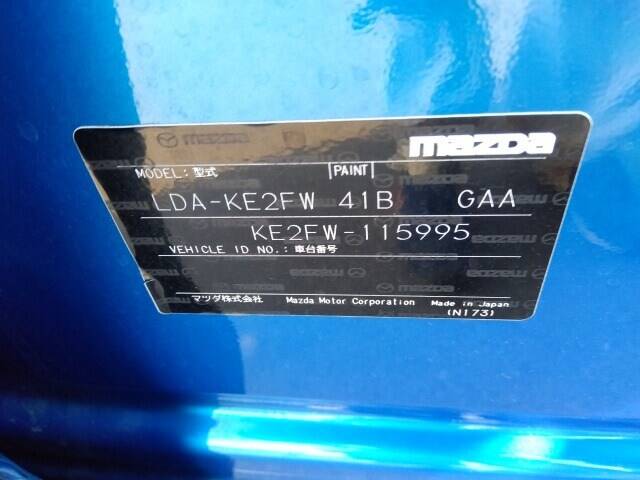 mazda
MODEL: 型式 PAINT
LDA-KE2FW 41B GAA
KE2FW-115995
VEHICLE ID NO.: 車台番号
マツダ株式会社 Mazda Motor Corporation Made in Japan
(N173)